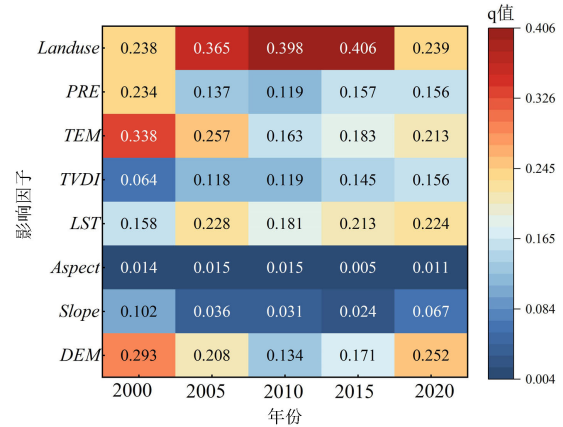 q值
Landuse 0.238 0.365 0.398 0.406 0.239
PRE 0.234 0.137 0.119 0.157 0.156
TEM 0.338 0.257 0.163 0.183 0.213
TVDI 0.064 0.118 0.119 0.145 0.156
LST 0.158 0.228 0.181 0.213 0.224
Aspect 0.014 0.015 0.015 0.005 0.011
Slope 0.102 0.036 0.031 0.024 0.067
DEM 0.293 0.208 0.134 0.171 0.252
2000 2005 2010 2015 2020
年份
影响因子
0.406
0.326
0.245
0.165
0.084
0.004